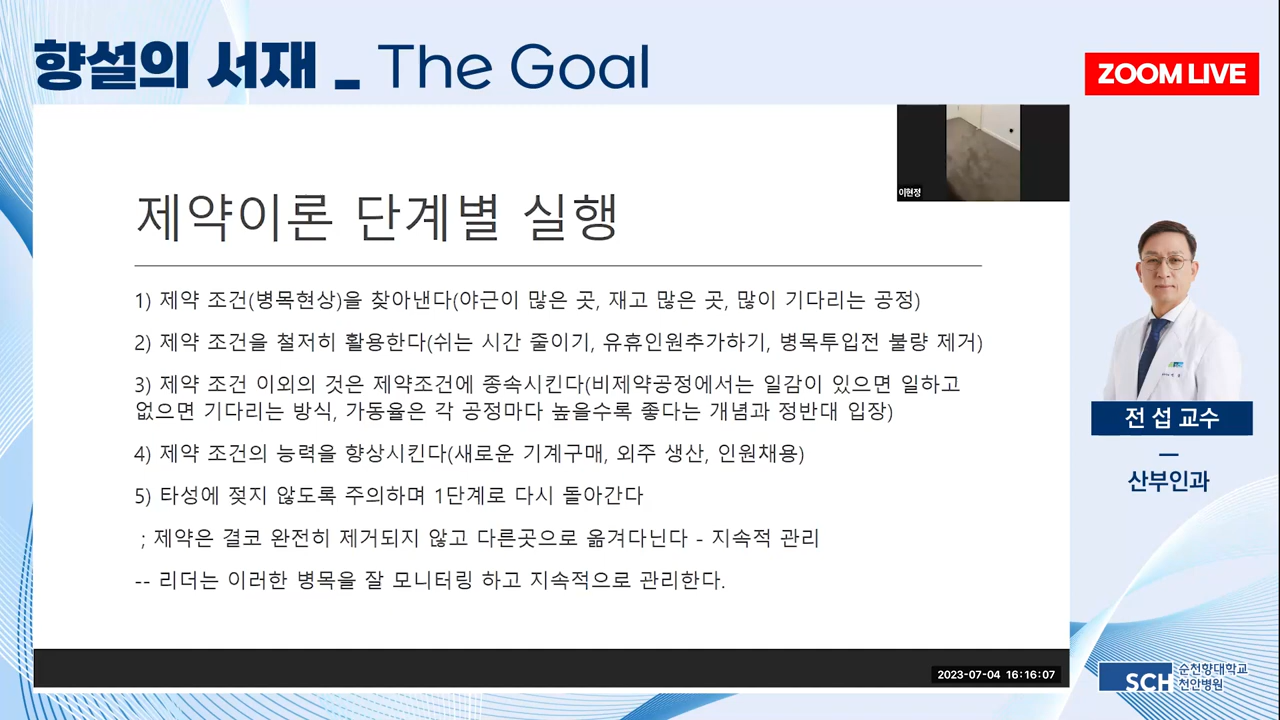 향설의 서재 _ The Goal
ZOOM LIVE
이현정
제약이론 단계별 실행
1) 제약 조건(병목현상)을 찾아낸다(야근이 많은 곳, 재고 많은 곳, 많이 기다리는 공정)
2) 제약 조건을 철저히 활용한다(쉬는 시간 줄이기, 유휴인원추가하기, 병목투입전 불량 제거)
3) 제약 조건 이외의 것은 제약조건에 종속시킨다(비제약공정에서는 일감이 있으면 일하고
없으면 기다리는 방식, 가동율은 각 공정마다 높을수록 좋다는 개념과 정반대 입장)
4) 제약 조건의 능력을 향상시킨다(새로운 기계구매, 외주 생산, 인원채용)
5) 타성에 젖지 않도록 주의하며 1단계로 다시 돌아간다
; 제약은 결코 완전히 제거되지 않고 다른곳으로 옮겨다닌다 - 지속적 관리
-- 리더는 이러한 병목을 잘 모니터링 하고 지속적으로 관리한다.
2023-07-04 16:16:07
전 섭 교수
산부인과
SCH 순천향대학교
천안병원